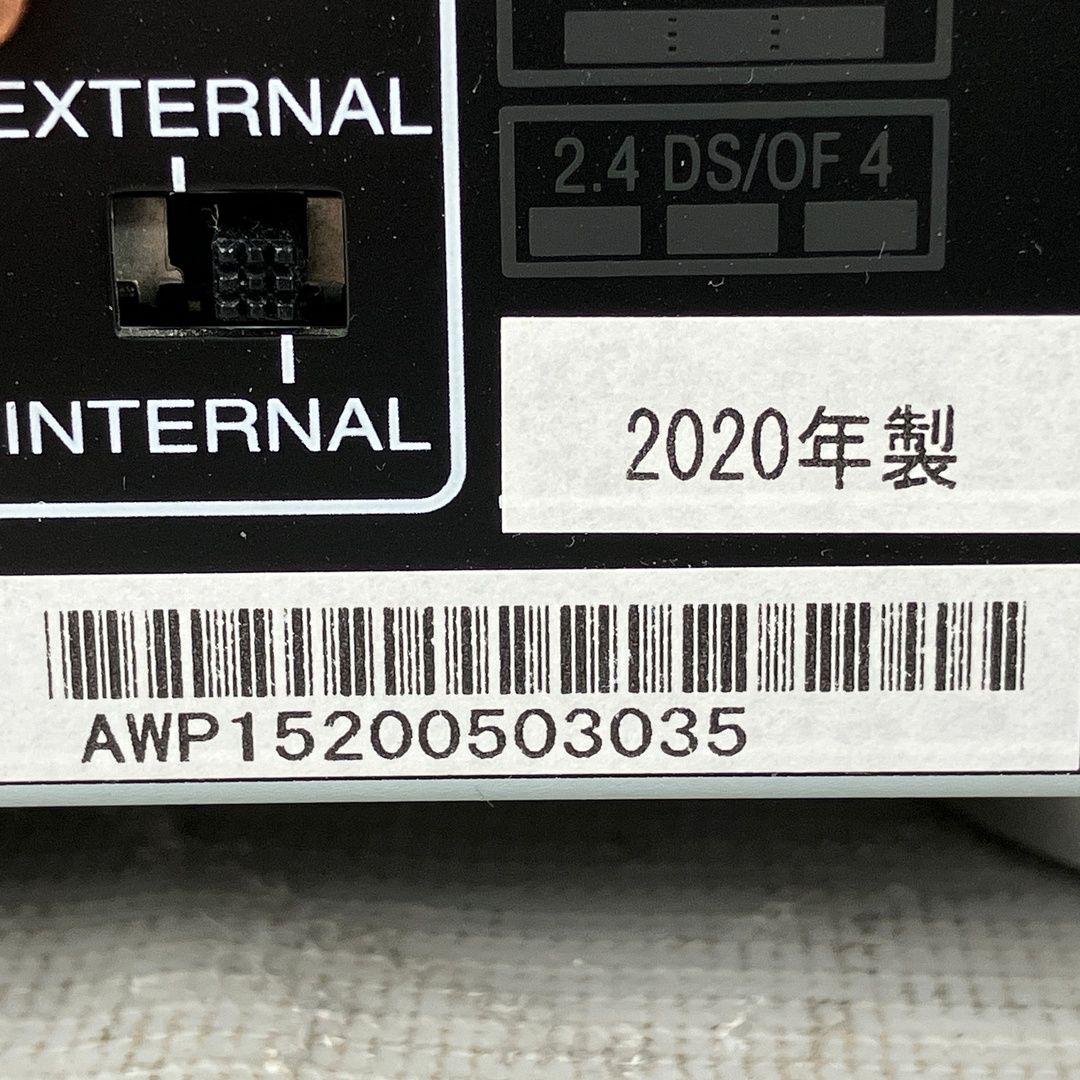 EXTERNAL
INTERNAL
2.4 DS/OF 4
2020年製
AWP15200503035